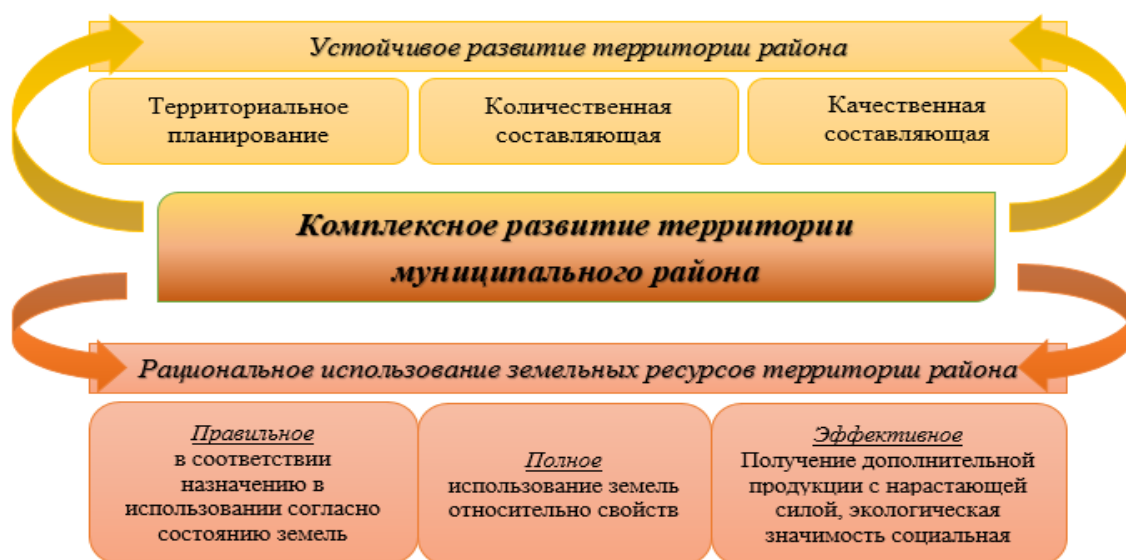 Устойчивое развитие территории района
Территориальное
планирование
Количественная
составляющая
Качественная
составляющая
Комплексное развитие территории
муниципального района
Рациональное использование земельных ресурсов территории района
Правильное
в соответствии
назначению в
использовании согласно
состоянию земель
Полное
использование земель
относительно свойств
Эффективное
Получение дополнительной
продукции с нарастающей
силой, экологическая
значимость социальная